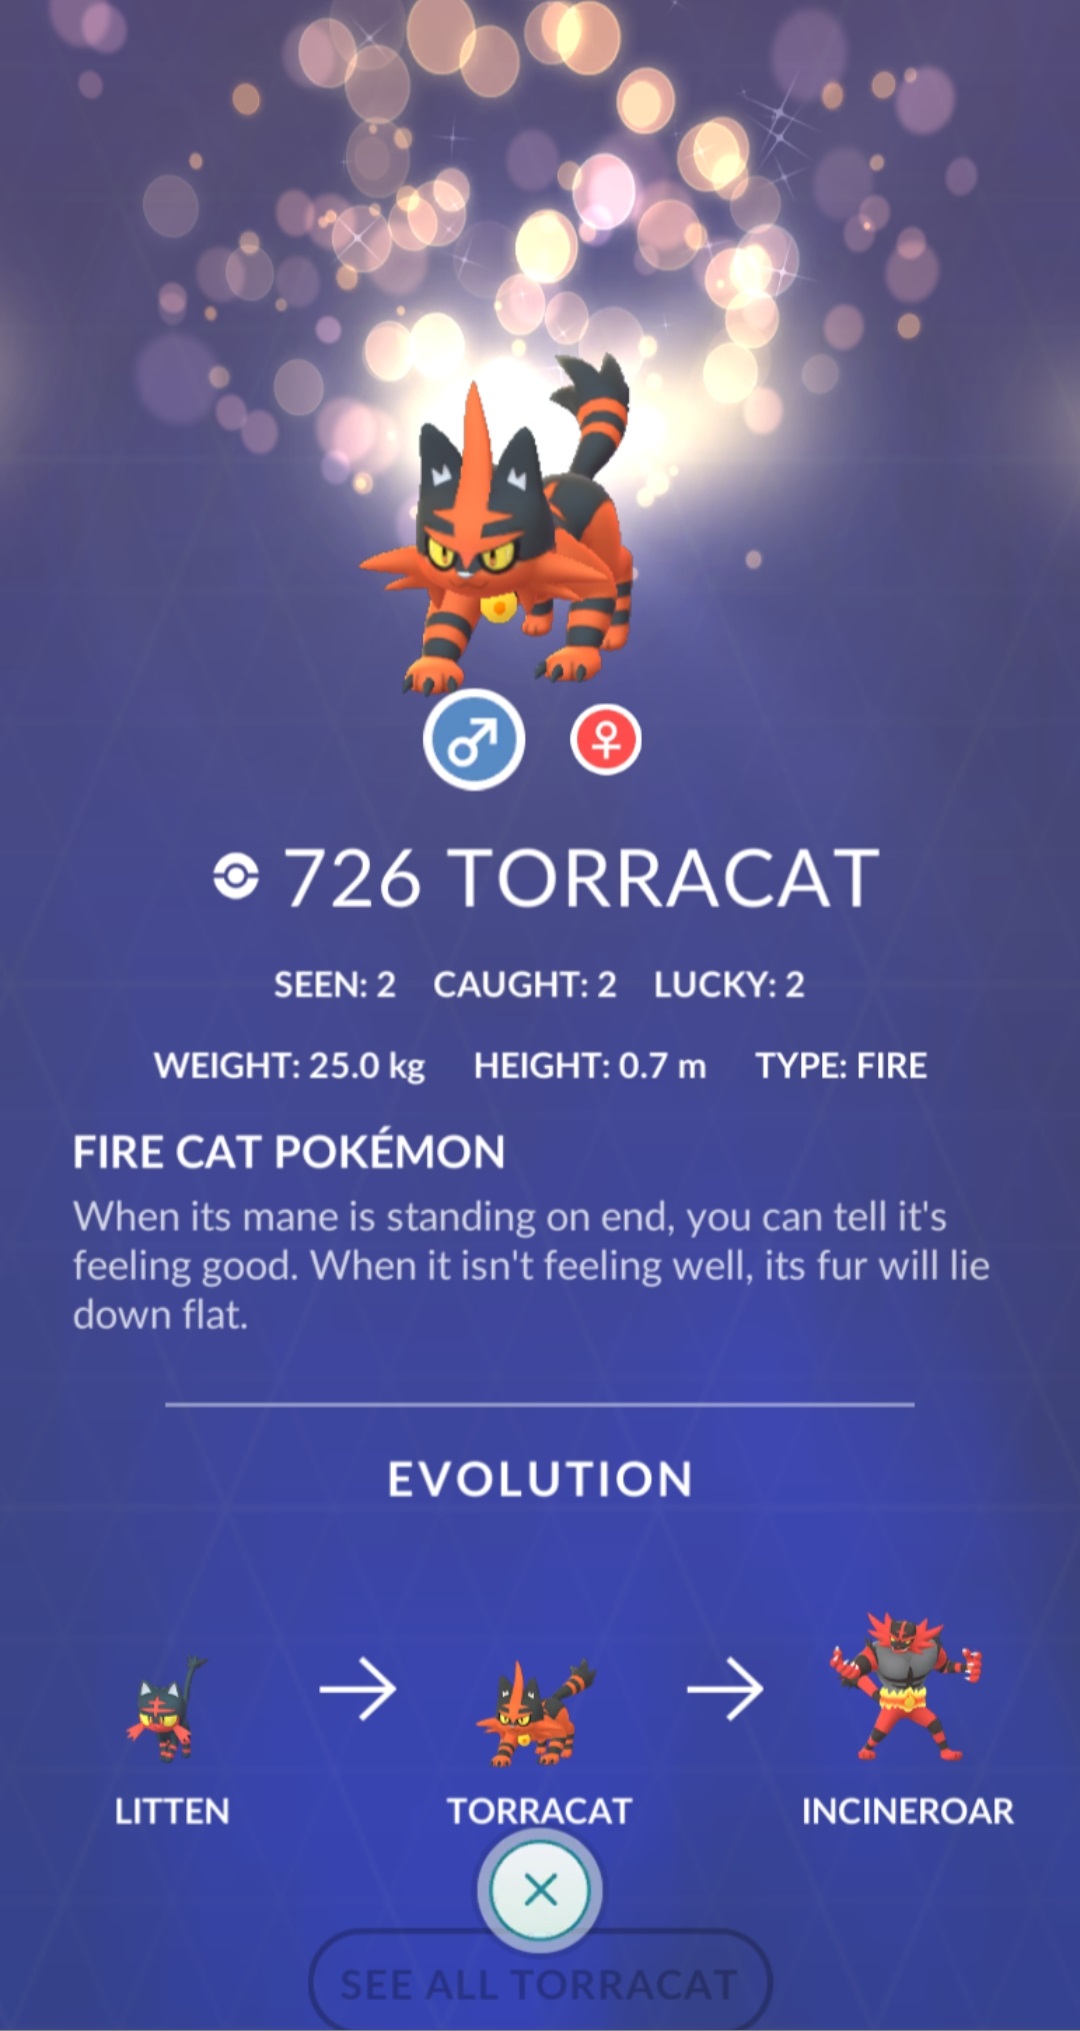 726 TORRACAT
SEEN: 2 CAUGHT: 2 LUCKY: 2
WEIGHT: 25.0 kg HEIGHT: 0.7 m TYPE: FIRE
FIRE CAT POKÉMON
When its mane is standing on end, you can tell it's
feeling good. When it isn't feeling well, its fur will lie
down flat.
EVOLUTION
LITTEN TORRACAT INCINEROAR
SEE ALL TORRACAT